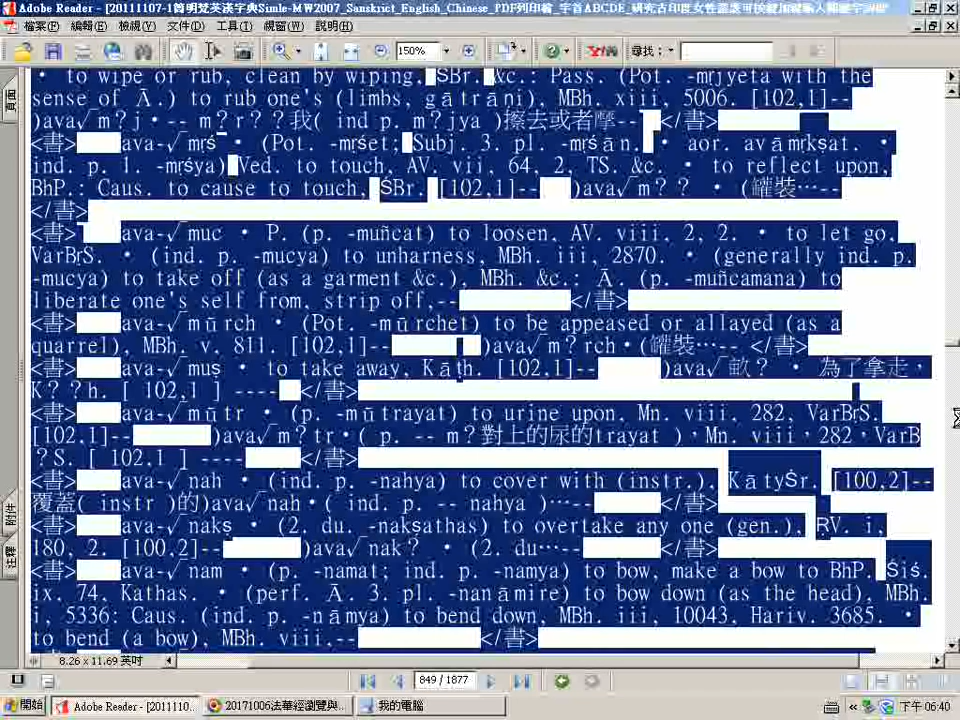 Adobe Reader - [20111107-1簡明梵英漢字典Simle-MW2007_Sanskrit_English_Chinese_PDF列印輸_字首ABCDE_研究古印度女性
檔案(F) 編輯(E) 檢視(V) 文件(D) 工具(T) 視窗(W) 說明(H)
150% 尋找：
• to wipe or rub, clean by wiping, ŚBr. &c.: Pass. (Pot. -mṛjyeta with the
sense of Ā.) to rub one's (limbs, gātrāṇi), MBh. xiii, 5006. [102,1]--
)ava√m?j • -- m?r??我( ind p. m?jya )擦去或者摩-- </書>
<書> ava-√mṛś • (Pot. -mṛśet; Subj. 3. pl. -mṛśān. • aor. avāmṛkṣat. •
ind. p. 1. -mṛśya) Ved. to touch, AV. vii, 64, 2, TS. &c. • to reflect upon,
BhP.: Caus. to cause to touch, ŚBr. [102,1]-- )ava√m?? • (罐裝…--
</書>
<書> ava-√muc • P. (p. -muñcat) to loosen, AV. viii, 2, 2. • to let go,
VarBṛS. • (ind. p. -mucya) to unharness, MBh. iii, 2870. • (generally ind. p.
-mucya) to take off (as a garment &c.), MBh. &c.: Ā. (p. -muñcamana) to
liberate one's self from, strip off,-- </書>
<書> ava-√mūrch • (Pot. -mūrchet) to be appeased or allayed (as a
quarrel), MBh. v, 811. [102,1]-- )ava√m?rch•(罐裝…-- </書>
<書> ava-√muṣ • to take away, Kāṭh. [102,1]-- )ava√畝？ • 為了拿走，
K??h. [ 102,1 ] ---- </書>
<書> ava-√mūtr • (p. -mūtrayat) to urine upon, Mn. viii. 282, VarBṛS.
[102,1]-- )ava√m?tr•( p. -- m?對上的尿的trayat )，Mn. viii，282，VarB
?S. [ 102,1 ] ---- </書>
<書> ava-√nah • (ind. p. -nahya) to cover with (instr.), KātyŚr. [100,2]--
覆蓋( instr )的)ava√nah•( ind. p. -- nahya )…-- </書>
<書> ava-√nakṣ • (2. du. -nakṣathas) to overtake any one (gen.), ṚV. i,
180, 2. [100,2]-- )ava√nak? • (2. du…-- </書>
<書> ava-√nam • (p. -namat; ind. p. -namya) to bow, make a bow to BhP. Śiś.
ix. 74, Kathas. • (perf. Ā. 3. pl. -nanāmire) to bow down (as the head), MBh.
i, 5336: Caus. (ind. p. -nāmya) to bend down, MBh. iii, 10043, Hariv. 3685. •
to bend (a bow), MBh. viii,-- </書>
頁面
附件
註釋
8.26 x 11.69 英吋
849 / 1877
開始 Adobe Reader - [2011110... 20171006法華經瀏覽與... 我的電腦 下午 06:40